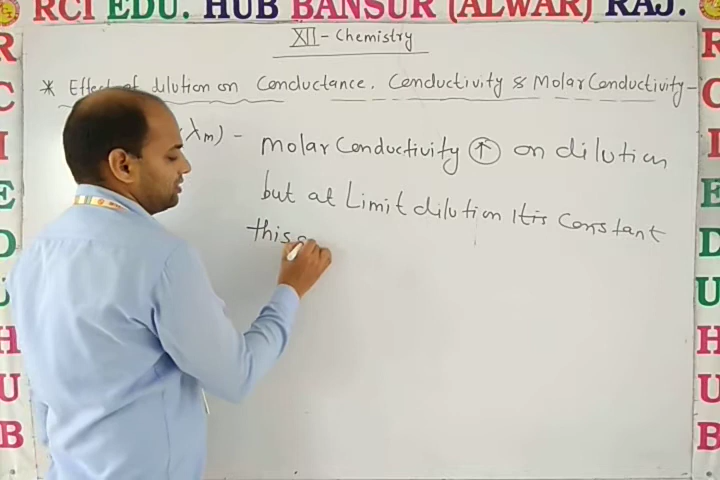 RCI EDU. HUB BANSUR (ALWAR) RAJ.
XII - Chemistry
* Effect of dilution on Conductance, Conductivity & Molar Conductivity -
λm) - Molar Conductivity ↑ on dilution
but at Limit dilution It is Constant
this
R
C
I
E
D
U
H
U
B
R
C
I
E
D
U
H
U
B